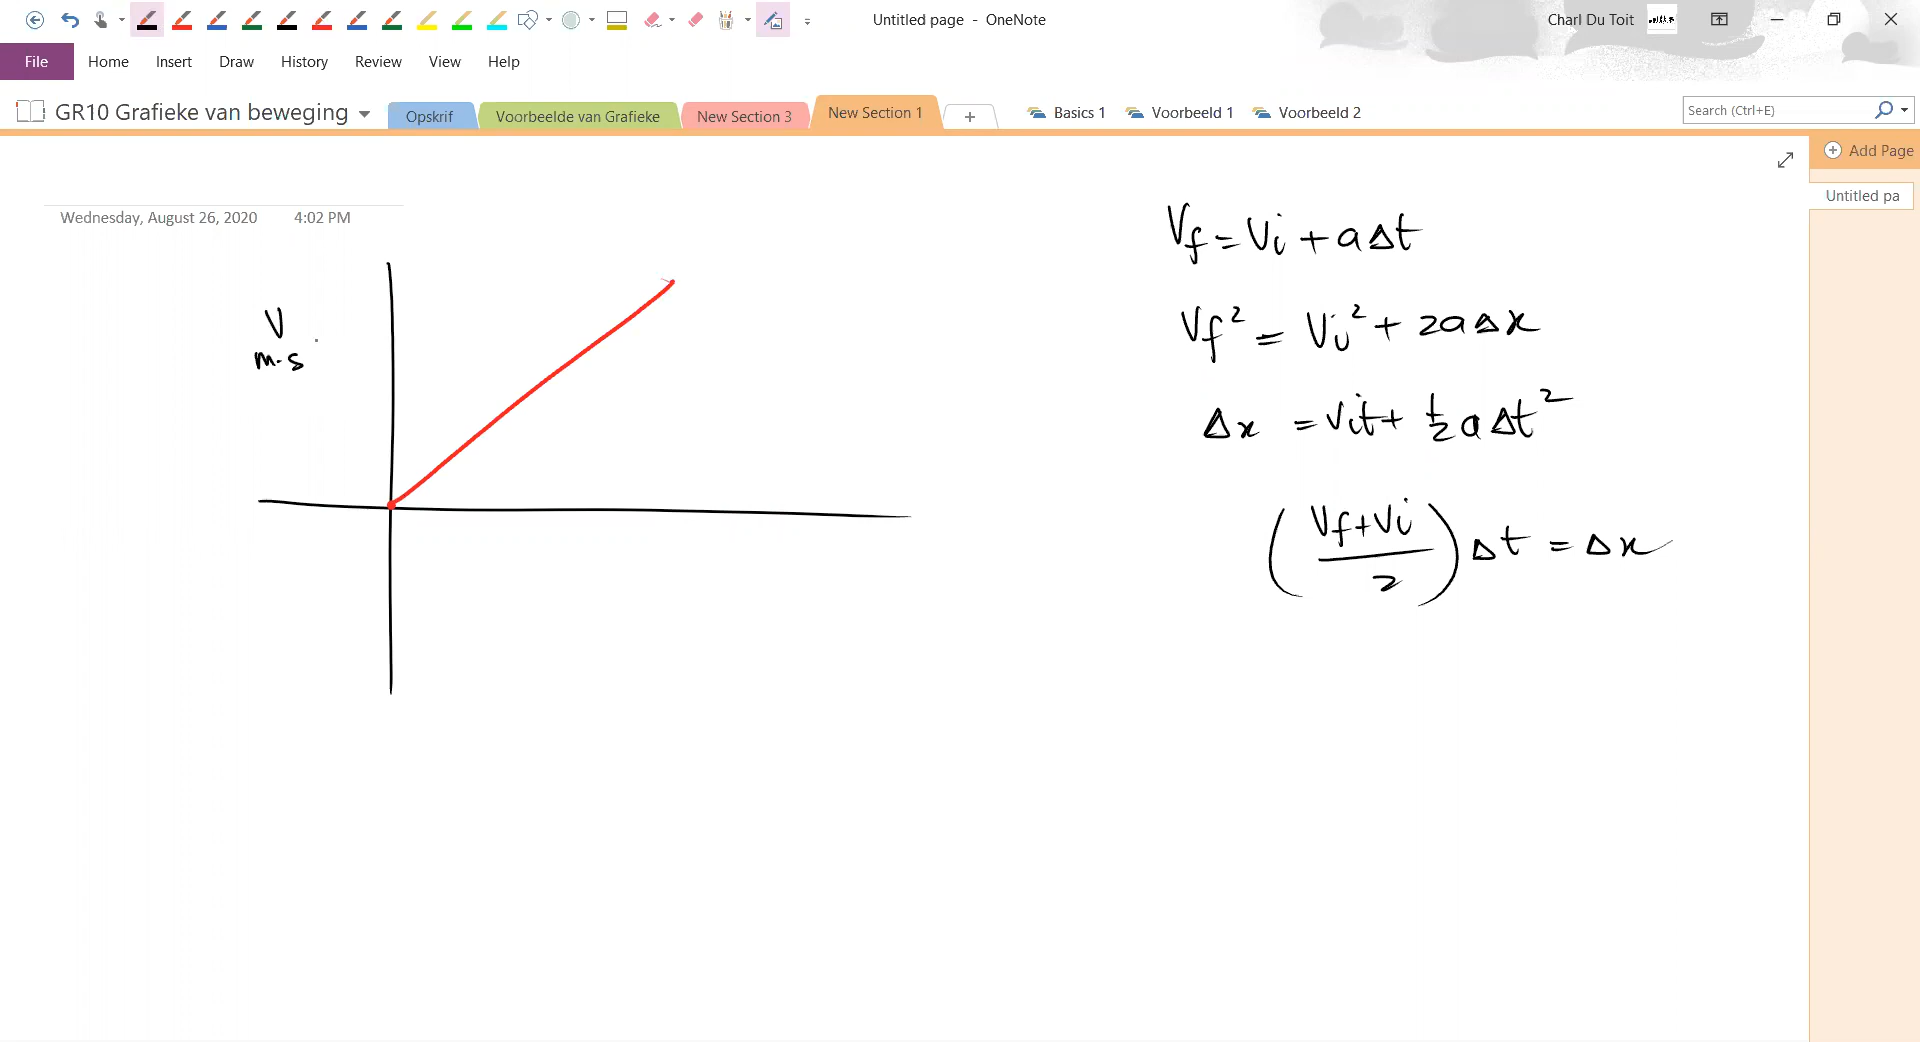 Untitled page - OneNote
Charl Du Toit
File Home Insert Draw History Review View Help
GR10 Grafieke van beweging
Opskrif
Voorbeelde van Grafieke
New Section 3
New Section 1
+
Basics 1
Voorbeeld 1
Voorbeeld 2
Search (Ctrl+E)
Add Page
Untitled pa
Wednesday, August 26, 2020 4:02 PM
V
m·s
Vf = Vi + aΔt
Vf² = Vi² + 2aΔx
Δx = Vit + 1/2 aΔt²
(Vf+Vi / 2) Δt = Δx